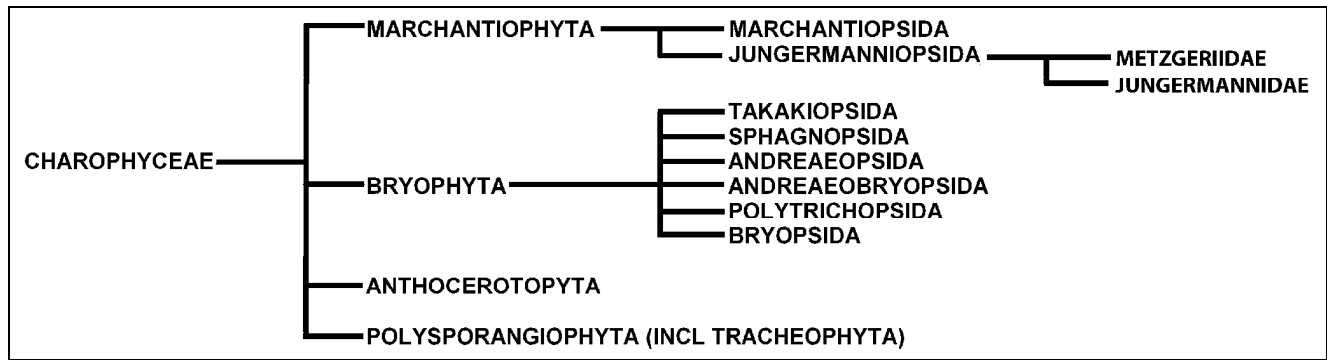 MARCHANTIOPHYTA
MARCHANTIOPSIDA
JUNGERMANNIOPSIDA
METZGERIIDAE
JUNGERMANNIDAE
TAKAKIOPSIDA
SPHAGNOPSIDA
CHAROPHYCEAE
ANDREAEOPSIDA
BRYOPHYTA
ANDREAEOBRYOPSIDA
POLYTRICHOPSIDA
BRYOPSIDA
ANTHOCEROTOPYTA
POLYSPORANGIOPHYTA (INCL TRACHEOPHYTA)